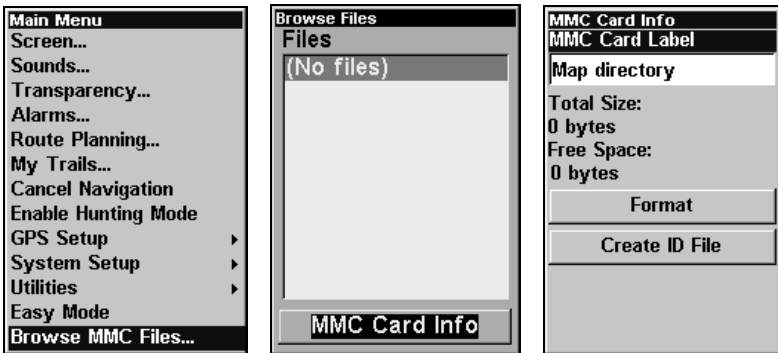 Main Menu
Screen...
Sounds...
Transparency...
Alarms...
Route Planning...
My Trails...
Cancel Navigation
Enable Hunting Mode
GPS Setup
System Setup
Utilities
Easy Mode
Browse MMC Files...
Browse Files
Files
(No files)
MMC Card Info
MMC Card Info
MMC Card Label
Map directory
Total Size:
0 bytes
Free Space:
0 bytes
Format
Create ID File